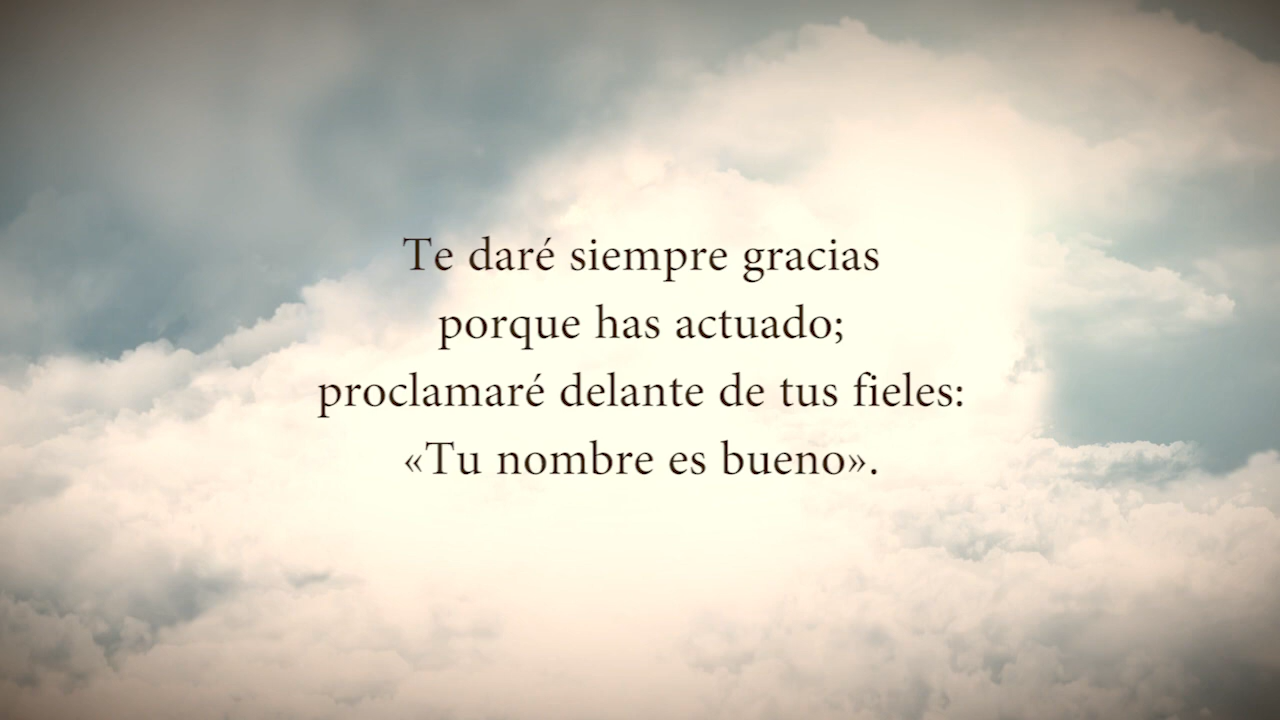 Te daré siempre gracias
porque has actuado;
proclamaré delante de tus fieles:
«Tu nombre es bueno».